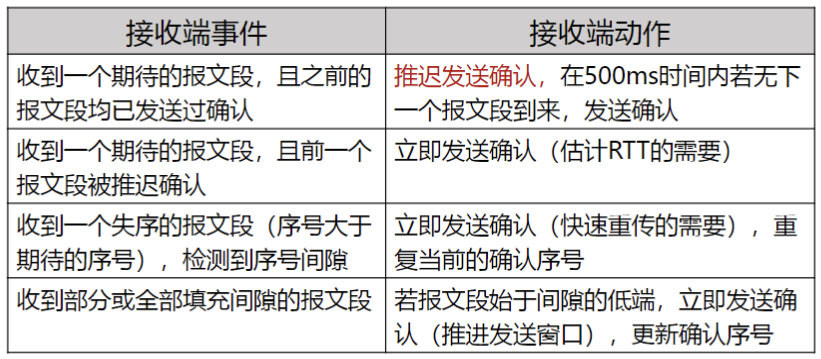 接收端事件
接收端动作
收到一个期待的报文段，且之前的
报文段均已发送过确认
推迟发送确认，在500ms时间内若无下
一个报文段到来，发送确认
收到一个期待的报文段，且前一个
报文段被推迟确认
立即发送确认（估计RTT的需要）
收到一个失序的报文段（序号大于
期待的序号），检测到序号间隙
立即发送确认（快速重传的需要），重
复当前的确认序号
收到部分或全部填充间隙的报文段
若报文段始于间隙的低端，立即发送确
认（推进发送窗口），更新确认序号